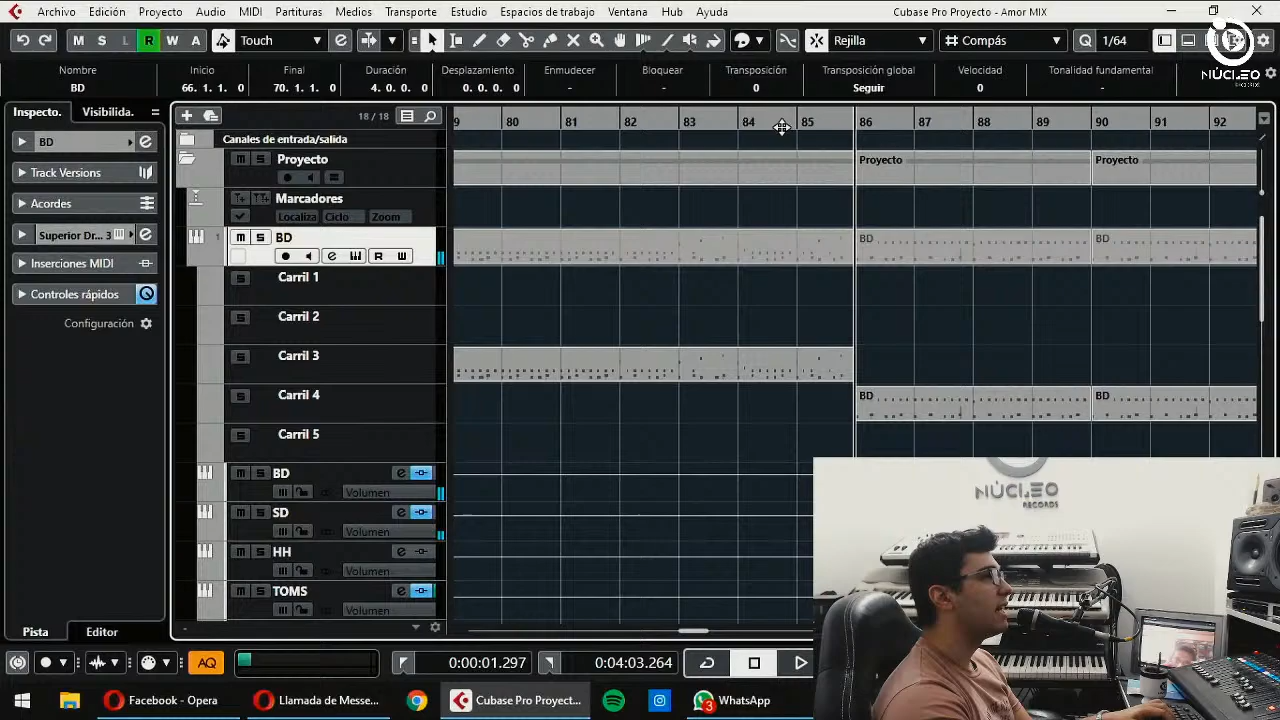 Archivo Edición Proyecto Audio MIDI Partituras Medios Transporte Estudio Espacios de trabajo Ventana Hub Ayuda Cubase Pro Proyecto - Amor MIX
M S L R W A Touch Rejilla Compás Q 1/64
NÚCLEO
Nombre Inicio Final Duración Desplazamiento Enmudecer Bloquear Transposición Transposición global Velocidad Tonalidad fundamental
BD 66. 1. 1. 0 70. 1. 1. 0 4. 0. 0. 0 0. 0. 0. 0 - - 0 Seguir 0 -
Inspecto. Visibilida. 18 / 18 9 80 81 82 83 84 85 86 87 88 89 90 91 92
Canales de entrada/salida
BD
m S Proyecto Proyecto Proyecto
Track Versions
Marcadores
Acordes
Localiza Ciclo Zoom
Superior Dr... 3 1 m S BD BD BD
R W
Inserciones MIDI
S Carril 1
Controles rápidos
S Carril 2
Configuración
S Carril 3
S Carril 4 BD BD
S Carril 5
m S BD e
Volumen
m S SD e
Volumen
m S HH e
Volumen
m S TOMS e
Volumen
NÚCLEO
RECORDS
Pista Editor
AQ 0:00:01.297 0:04:03.264
Facebook - Opera Llamada de Messe... Cubase Pro Proyect... 3 WhatsApp